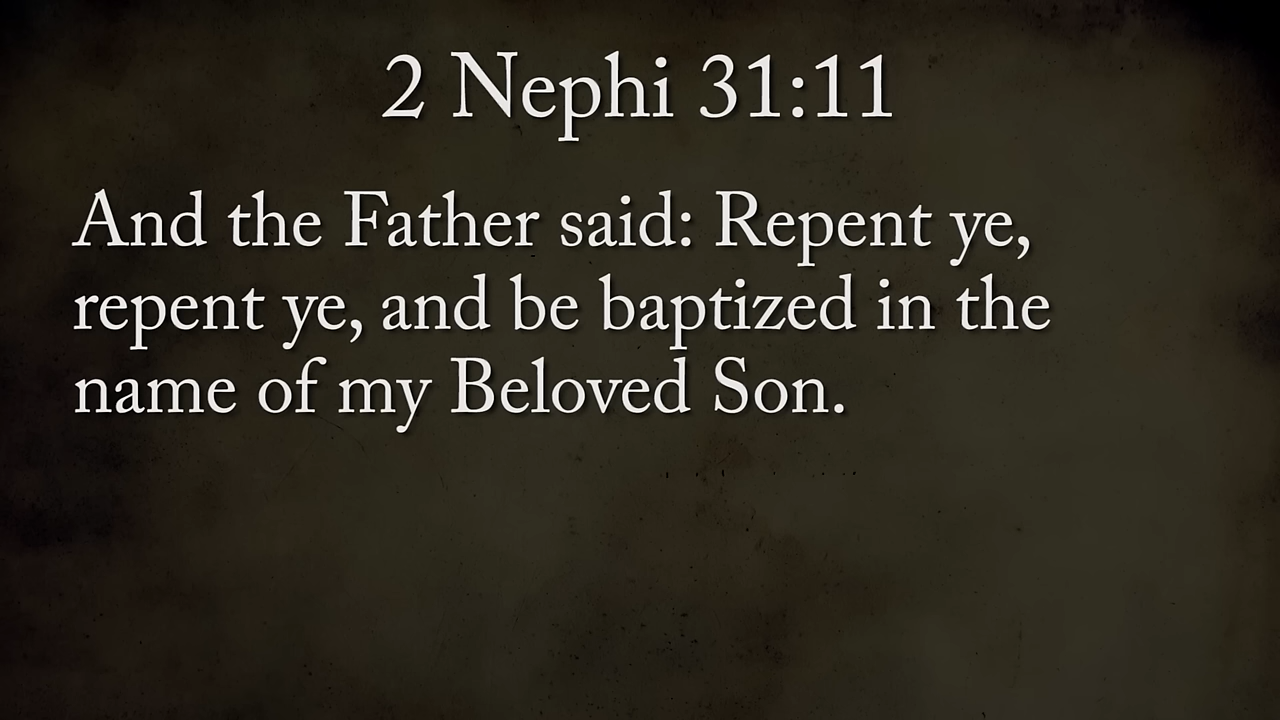 2 Nephi 31:11
And the Father said: Repent ye,
repent ye, and be baptized in the
name of my Beloved Son.